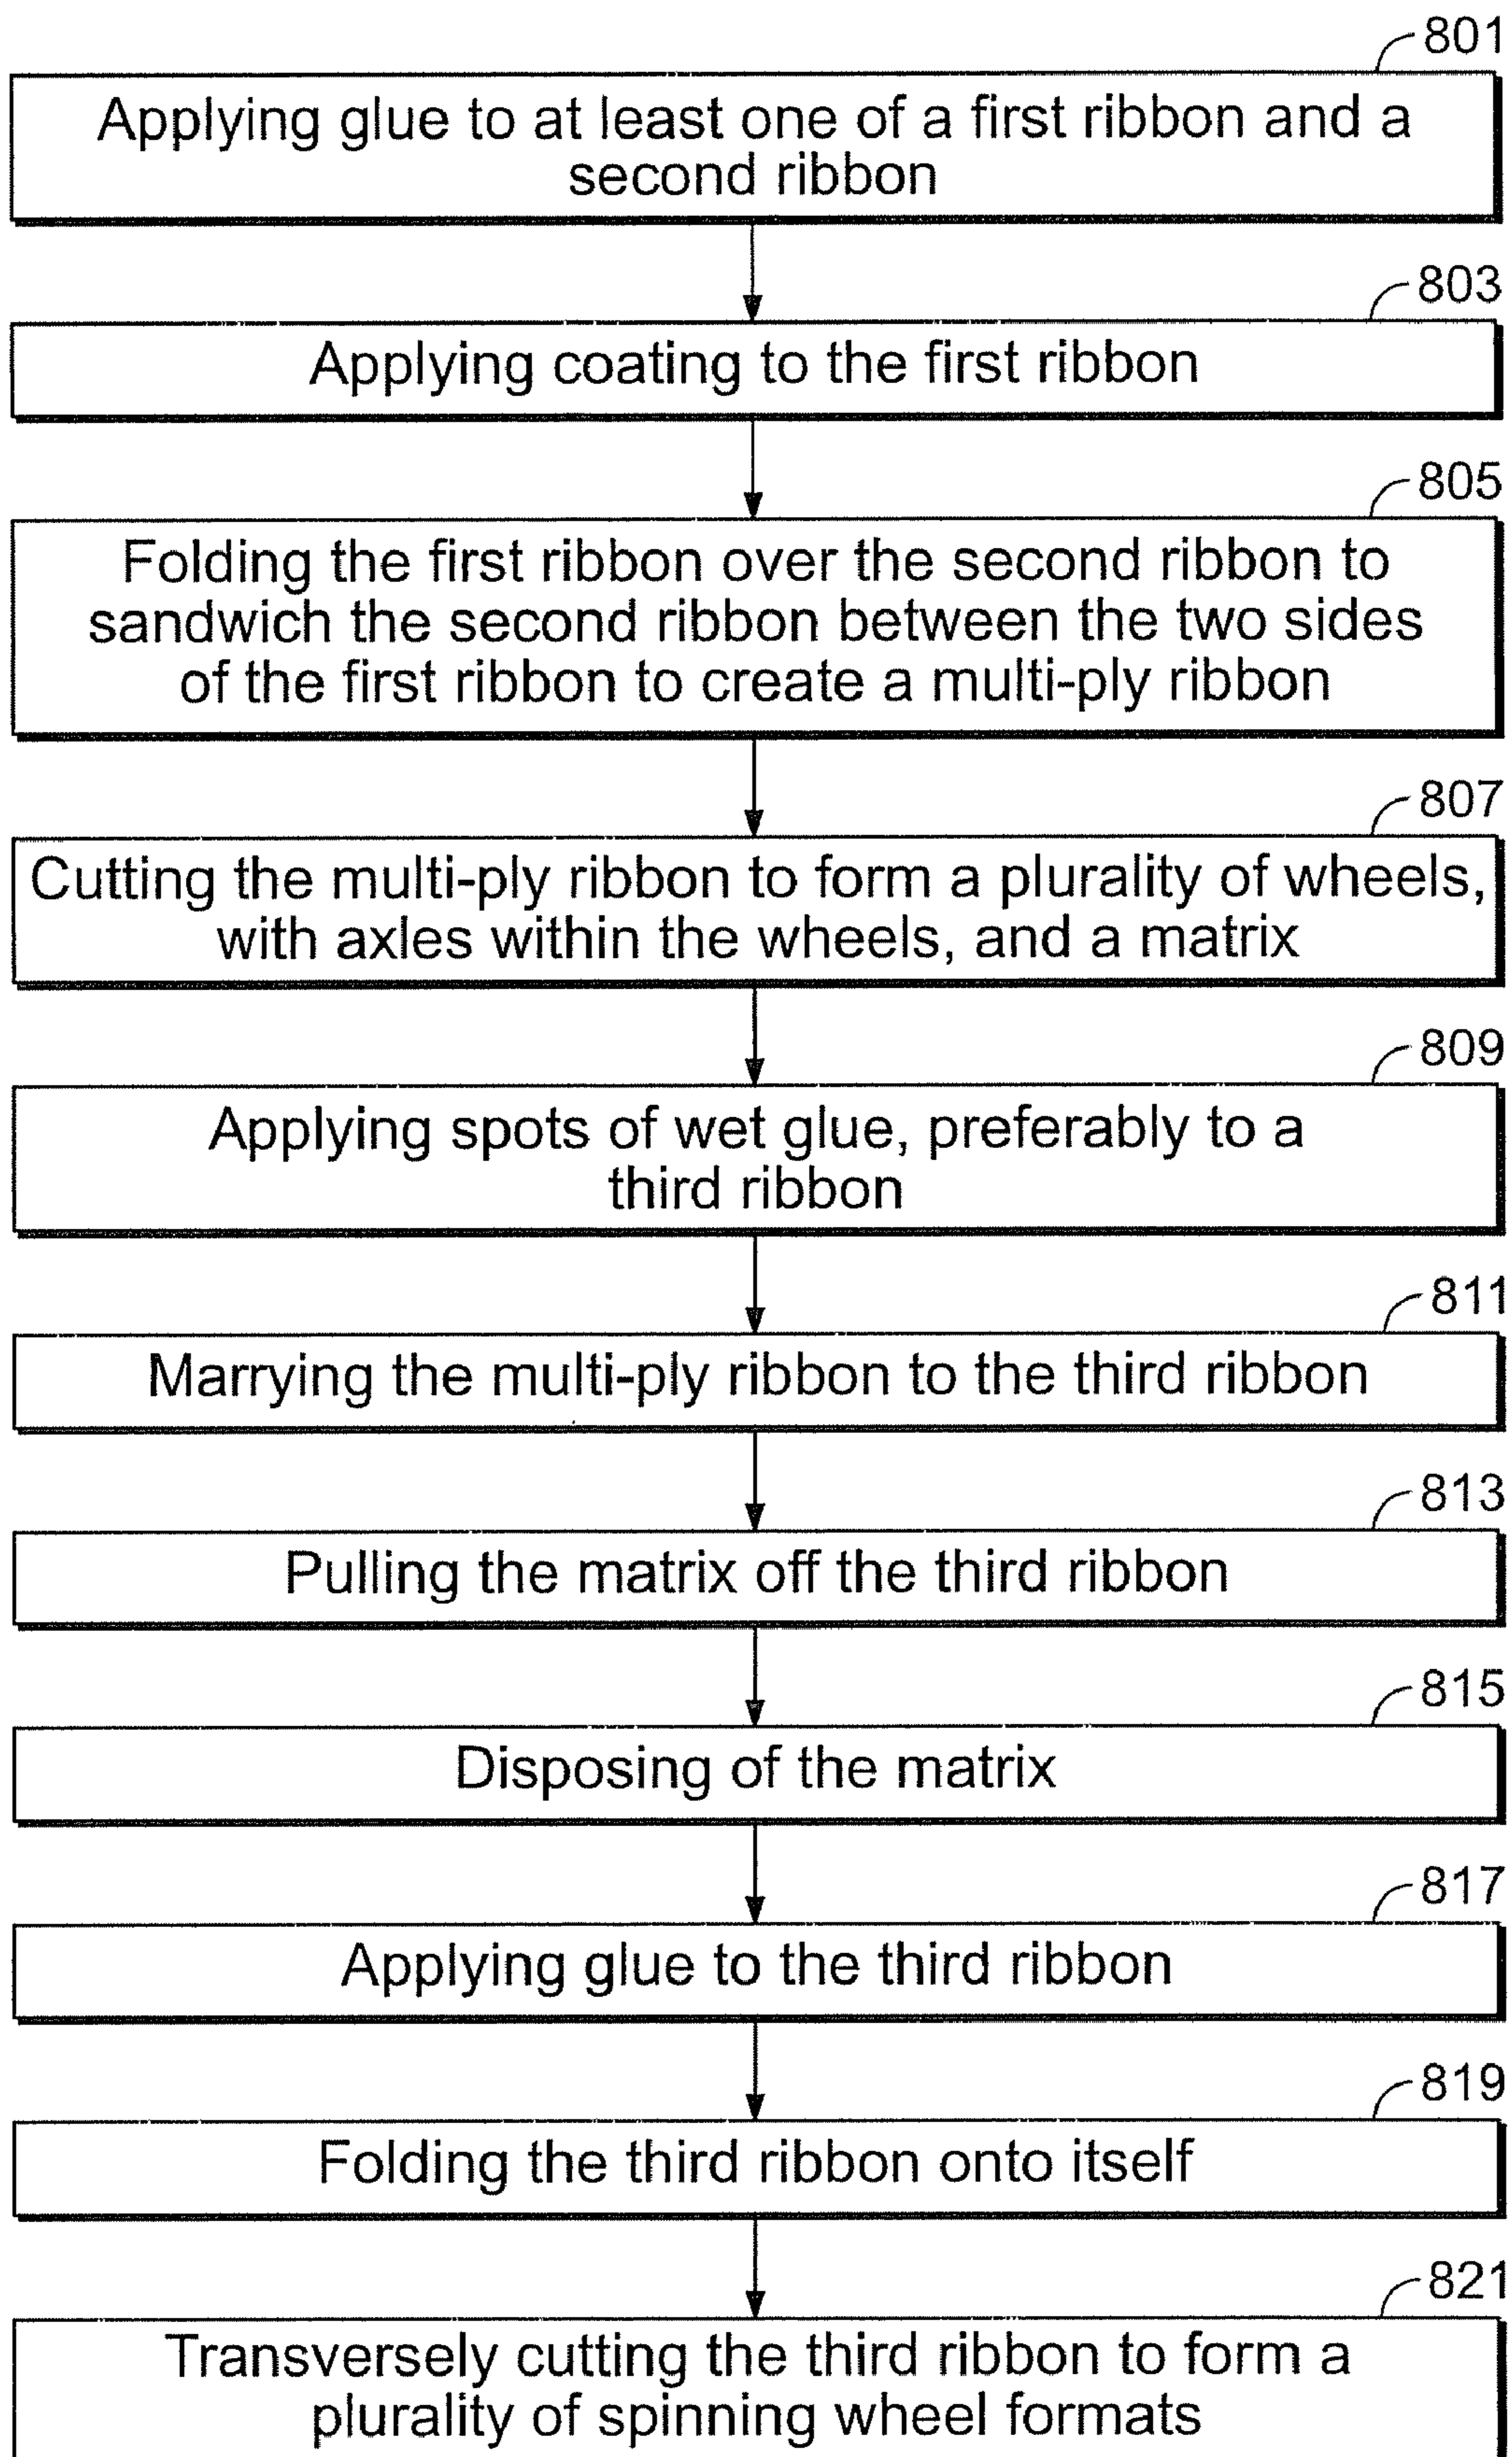 801
Applying glue to at least one of a first ribbon and a
second ribbon
803
Applying coating to the first ribbon
805
Folding the first ribbon over the second ribbon to
sandwich the second ribbon between the two sides
of the first ribbon to create a multi-ply ribbon
807
Cutting the multi-ply ribbon to form a plurality of wheels,
with axles within the wheels, and a matrix
809
Applying spots of wet glue, preferably to a
third ribbon
811
Marrying the multi-ply ribbon to the third ribbon
813
Pulling the matrix off the third ribbon
815
Disposing of the matrix
817
Applying glue to the third ribbon
819
Folding the third ribbon onto itself
821
Transversely cutting the third ribbon to form a
plurality of spinning wheel formats